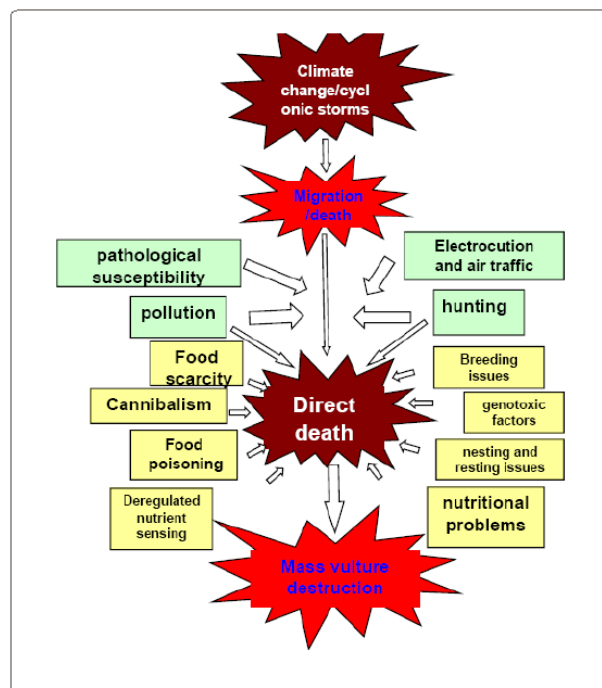 Climate
change/cycl
onic storms
Migration
/death
pathological
susceptibility
Electrocution
and air traffic
pollution
hunting
Food
scarcity
Breeding
issues
Cannibalism
genotoxic
factors
Direct
death
Food
poisoning
nesting and
resting issues
Deregulated
nutrient
sensing
nutritional
problems
Mass vulture
destruction